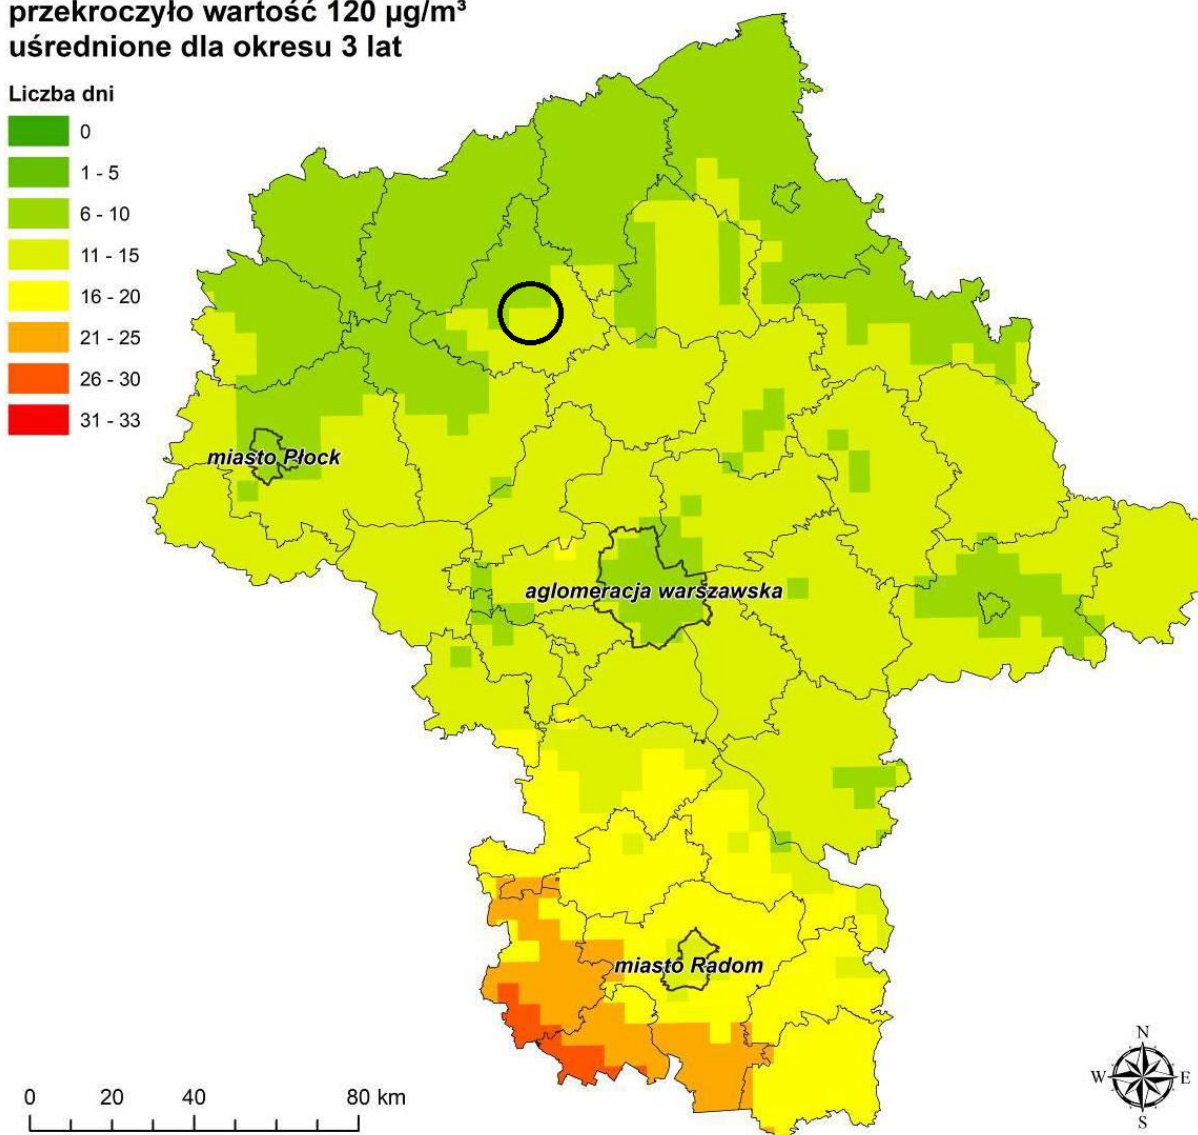 przekroczyło wartość 120 µg/m³
uśrednione dla okresu 3 lat
Liczba dni
0
1 - 5
6 - 10
11 - 15
16 - 20
21 - 25
26 - 30
31 - 33
miasto Płock
aglomeracja warszawska
miasto Radom
0 20 40 80 km
N
W E
S